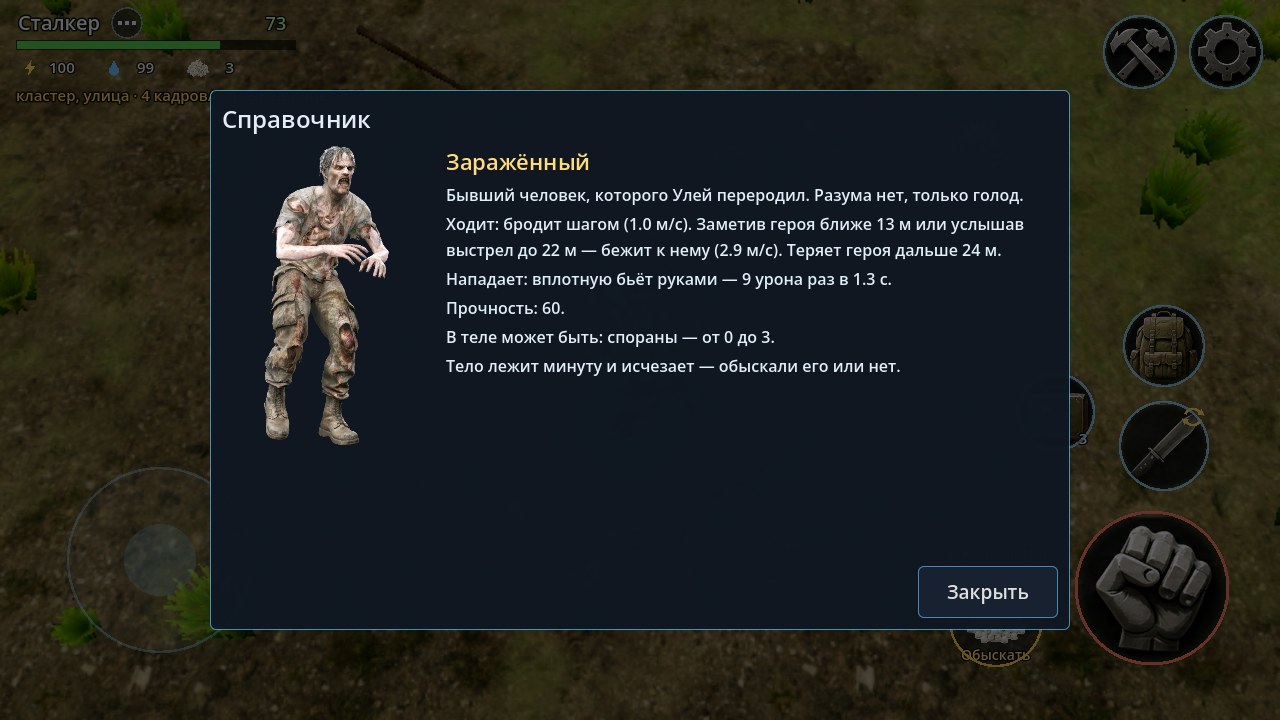 Сталкер
73
100 99 3
кластер, улица · 4 кадров
Справочник
Заражённый
Бывший человек, которого Улей переродил. Разума нет, только голод.
Ходит: бродит шагом (1.0 м/с). Заметив героя ближе 13 м или услышав
выстрел до 22 м — бежит к нему (2.9 м/с). Теряет героя дальше 24 м.
Нападает: вплотную бьёт руками — 9 урона раз в 1.3 с.
Прочность: 60.
В теле может быть: спораны — от 0 до 3.
Тело лежит минуту и исчезает — обыскали его или нет.
3
Закрыть
Обыскать